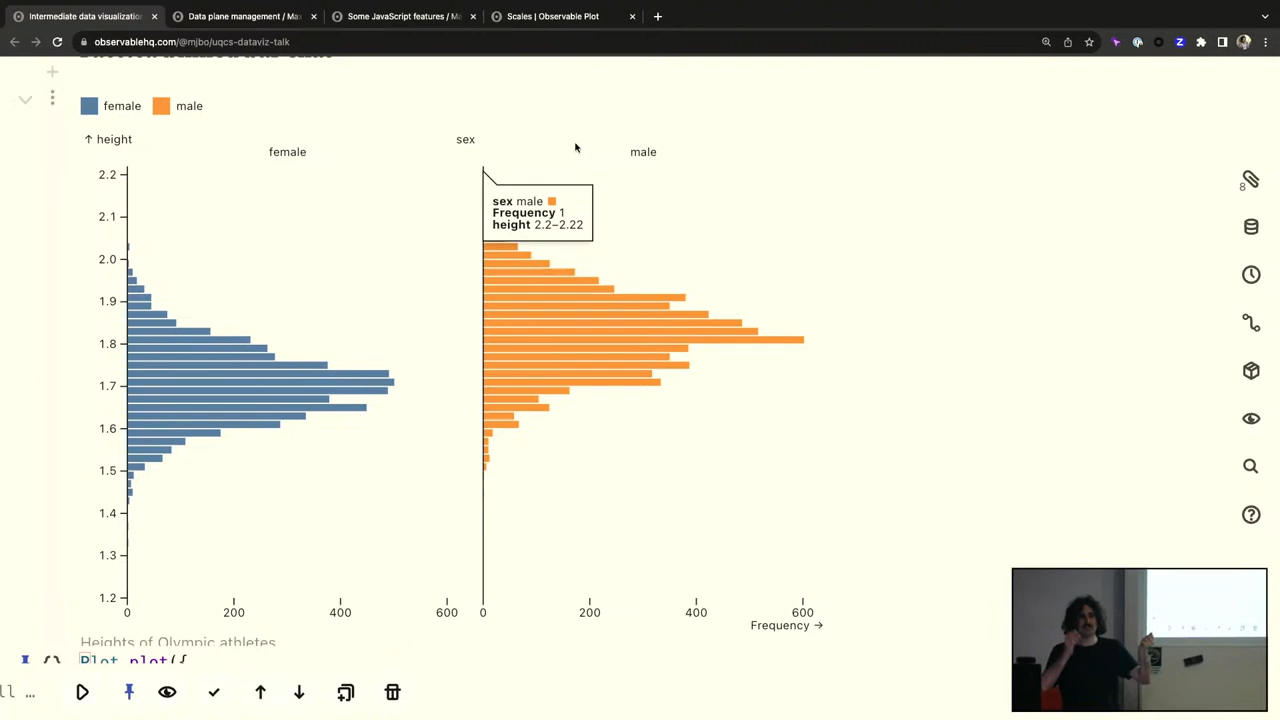 Intermediate data visualizatio
Data plane management / Max
Some JavaScript features / Ma
Scales | Observable Plot
observablehq.com/@mjbo/uqcs-dataviz-talk
female male
↑ height
sex
female
male
2.2
2.1
2.0
1.9
1.8
1.7
1.6
1.5
1.4
1.3
1.2
sex male
Frequency 1
height 2.2–2.22
8
0 200 400 600
0 200 400 600
Frequency →
Heights of Olympic athletes
Plot.plot({
ll ...